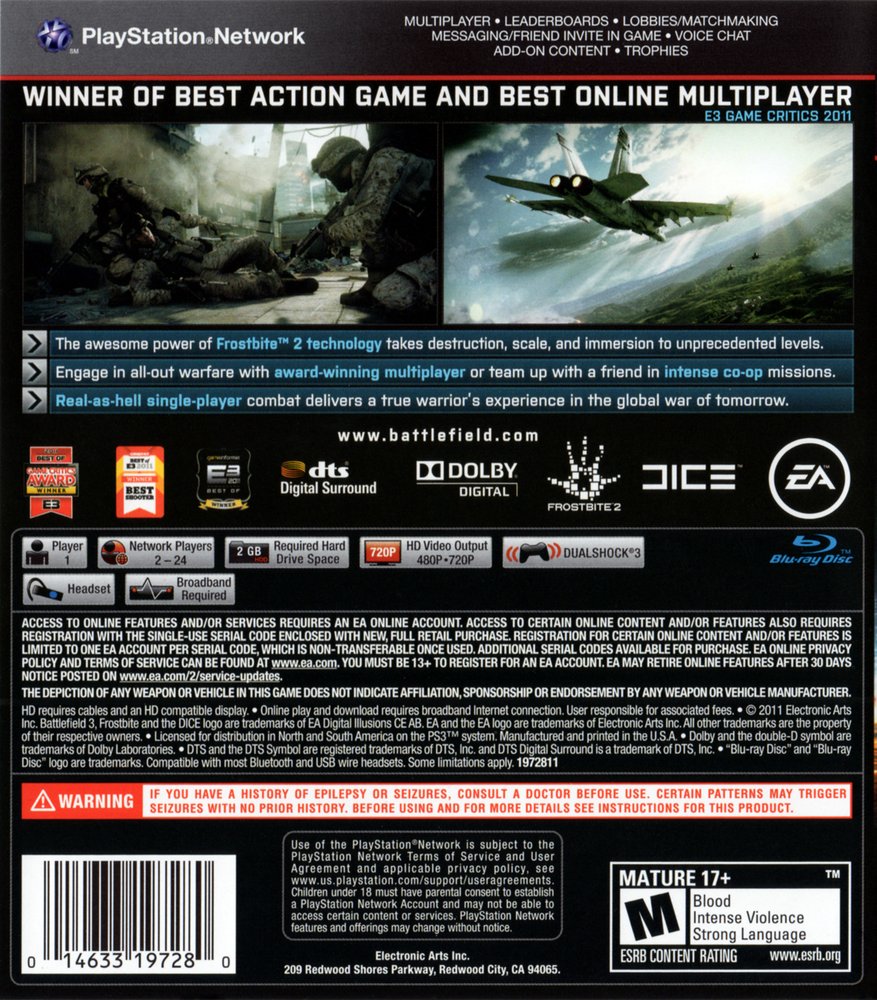 PlayStation®Network
SM
MULTIPLAYER • LEADERBOARDS • LOBBIES/MATCHMAKING
MESSAGING/FRIEND INVITE IN GAME • VOICE CHAT
ADD-ON CONTENT • TROPHIES
WINNER OF BEST ACTION GAME AND BEST ONLINE MULTIPLAYER
E3 GAME CRITICS 2011
The awesome power of Frostbite™ 2 technology takes destruction, scale, and immersion to unprecedented levels.
Engage in all-out warfare with award-winning multiplayer or team up with a friend in intense co-op missions.
Real-as-hell single-player combat delivers a true warrior's experience in the global war of tomorrow.
www.battlefield.com
BEST OF
GAME CRITICS
AWARD
WINNER
E3
BEST OF
E3 2011
WINNER
BEST
SHOOTER
gameinformer
E3
2011
BEST OF
WINNER
dts
Digital Surround
DOLBY
DIGITAL
FROSTBITE™2
DICE™
EA
Player
1
Network Players
2 – 24
2 GB
HDD
Required Hard
Drive Space
720P
HD Video Output
480P•720P
DUALSHOCK®3
Blu-ray Disc™
Headset
Broadband
Required
ACCESS TO ONLINE FEATURES AND/OR SERVICES REQUIRES AN EA ONLINE ACCOUNT. ACCESS TO CERTAIN ONLINE CONTENT AND/OR FEATURES ALSO REQUIRES
REGISTRATION WITH THE SINGLE-USE SERIAL CODE ENCLOSED WITH NEW, FULL RETAIL PURCHASE. REGISTRATION FOR CERTAIN ONLINE CONTENT AND/OR FEATURES IS
LIMITED TO ONE EA ACCOUNT PER SERIAL CODE, WHICH IS NON-TRANSFERABLE ONCE USED. ADDITIONAL SERIAL CODES AVAILABLE FOR PURCHASE. EA ONLINE PRIVACY
POLICY AND TERMS OF SERVICE CAN BE FOUND AT www.ea.com. YOU MUST BE 13+ TO REGISTER FOR AN EA ACCOUNT. EA MAY RETIRE ONLINE FEATURES AFTER 30 DAYS
NOTICE POSTED ON www.ea.com/2/service-updates.
THE DEPICTION OF ANY WEAPON OR VEHICLE IN THIS GAME DOES NOT INDICATE AFFILIATION, SPONSORSHIP OR ENDORSEMENT BY ANY WEAPON OR VEHICLE MANUFACTURER.
HD requires cables and an HD compatible display. • Online play and download requires broadband Internet connection. User responsible for associated fees. • © 2011 Electronic Arts
Inc. Battlefield 3, Frostbite and the DICE logo are trademarks of EA Digital Illusions CE AB. EA and the EA logo are trademarks of Electronic Arts Inc. All other trademarks are the property
of their respective owners. • Licensed for distribution in North and South America on the PS3™ system. Manufactured and printed in the U.S.A. • Dolby and the double-D symbol are
trademarks of Dolby Laboratories. • DTS and the DTS Symbol are registered trademarks of DTS, Inc. and DTS Digital Surround is a trademark of DTS, Inc. • "Blu-ray Disc" and "Blu-ray
Disc" logo are trademarks. Compatible with most Bluetooth and USB wire headsets. Some limitations apply. 1972811
WARNING
IF YOU HAVE A HISTORY OF EPILEPSY OR SEIZURES, CONSULT A DOCTOR BEFORE USE. CERTAIN PATTERNS MAY TRIGGER
SEIZURES WITH NO PRIOR HISTORY. BEFORE USING AND FOR MORE DETAILS SEE INSTRUCTIONS FOR THIS PRODUCT.
Use of the PlayStation®Network is subject to the
PlayStation Network Terms of Service and User
Agreement and applicable privacy policy, see
www.us.playstation.com/support/useragreements.
Children under 18 must have parental consent to establish
a PlayStation Network Account and may not be able to
access certain content or services. PlayStation Network
features and offerings may change without notice.
Electronic Arts Inc.
209 Redwood Shores Parkway, Redwood City, CA 94065.
0 14633 19728 0
MATURE 17+ ™
M
Blood
Intense Violence
Strong Language
ESRB CONTENT RATING www.esrb.org